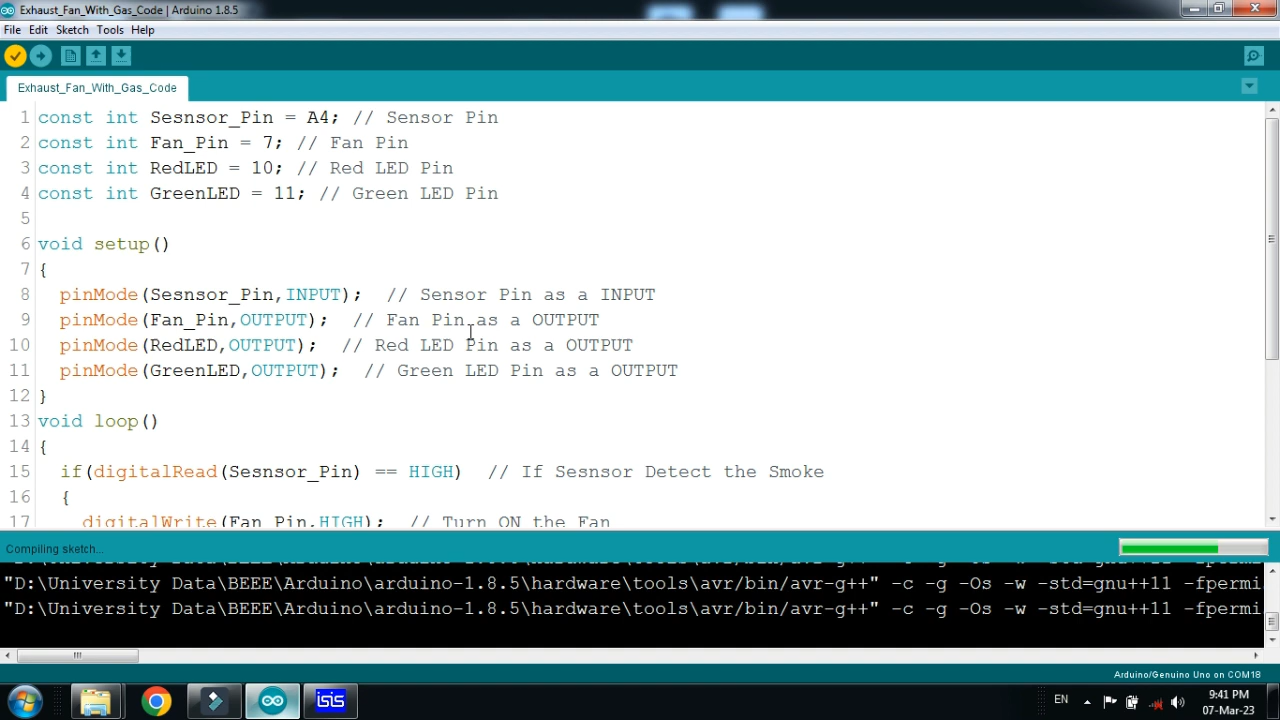 Exhaust_Fan_With_Gas_Code | Arduino 1.8.5
File Edit Sketch Tools Help
Exhaust_Fan_With_Gas_Code
1 const int Sesnsor_Pin = A4; // Sensor Pin
2 const int Fan_Pin = 7; // Fan Pin
3 const int RedLED = 10; // Red LED Pin
4 const int GreenLED = 11; // Green LED Pin
5
6 void setup()
7 {
8 pinMode(Sesnsor_Pin,INPUT); // Sensor Pin as a INPUT
9 pinMode(Fan_Pin,OUTPUT); // Fan Pin as a OUTPUT
10 pinMode(RedLED,OUTPUT); // Red LED Pin as a OUTPUT
11 pinMode(GreenLED,OUTPUT); // Green LED Pin as a OUTPUT
12 }
13 void loop()
14 {
15 if(digitalRead(Sesnsor_Pin) == HIGH) // If Sesnsor Detect the Smoke
16 {
17 digitalWrite(Fan_Pin,HIGH); // Turn ON the Fan
Compiling sketch...
"D:\University Data\BEEE\Arduino\arduino-1.8.5\hardware\tools\avr/bin/avr-g++" -c -g -Os -w -std=gnu++11 -fpermi
"D:\University Data\BEEE\Arduino\arduino-1.8.5\hardware\tools\avr/bin/avr-g++" -c -g -Os -w -std=gnu++11 -fpermi
Arduino/Genuino Uno on COM18
isis
EN
9:41 PM
07-Mar-23